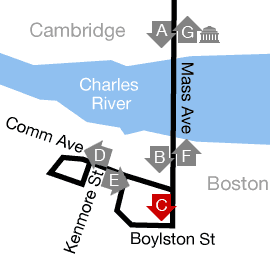 Cambridge
A
G
Charles
River
Mass Ave
Comm Ave
D
B
F
E
Kenmore St
Boston
C
Boylston St